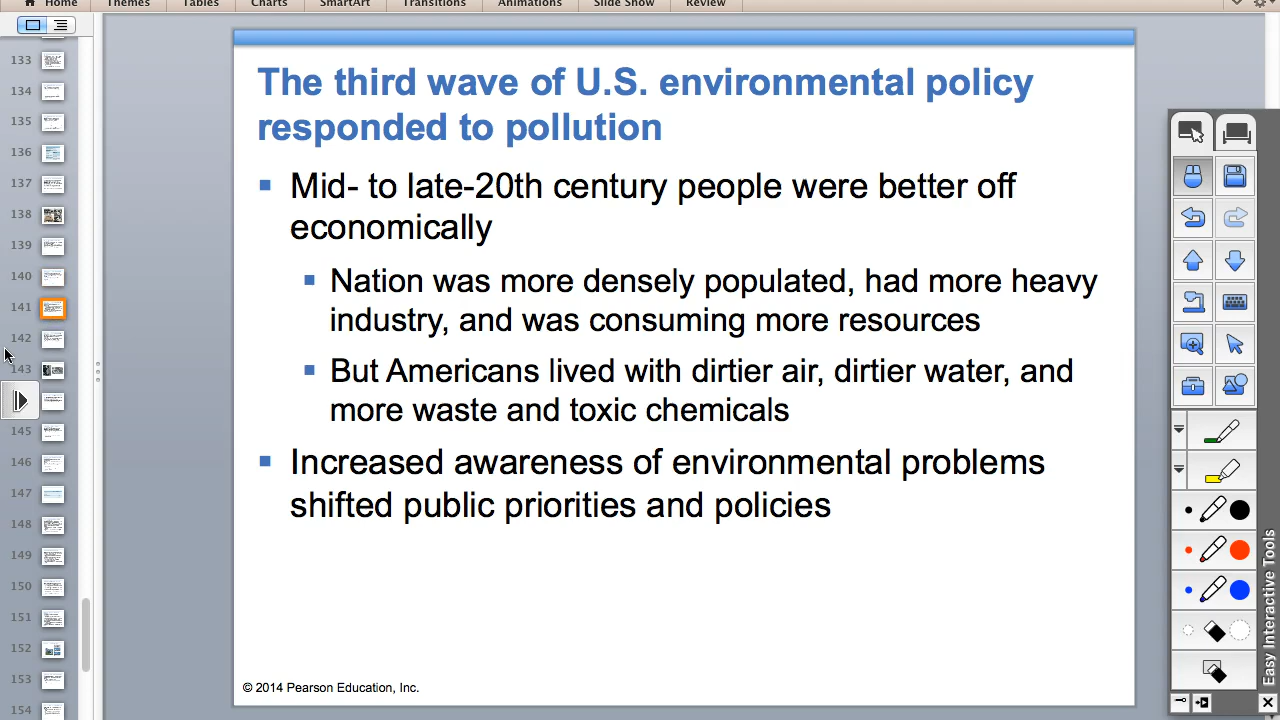 Home Themes Tables Charts SmartArt Transitions Animations Slide Show Review
133
134
135
136
137
138
139
140
141
142
143
145
146
147
148
149
150
151
152
153
154
The third wave of U.S. environmental policy
responded to pollution
Mid- to late-20th century people were better off
economically
Nation was more densely populated, had more heavy
industry, and was consuming more resources
But Americans lived with dirtier air, dirtier water, and
more waste and toxic chemicals
Increased awareness of environmental problems
shifted public priorities and policies
© 2014 Pearson Education, Inc.
Easy Interactive Tools